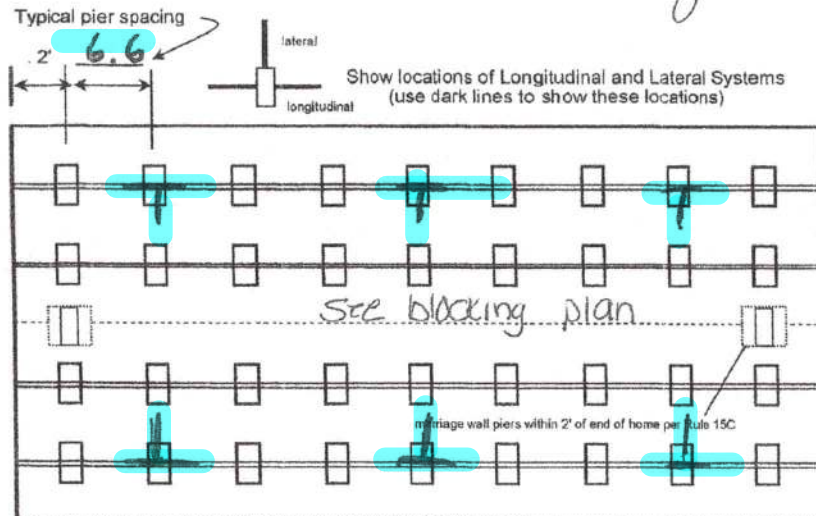 Typical pier spacing
2' 6.6
lateral
longitudinal
Show locations of Longitudinal and Lateral Systems
(use dark lines to show these locations)
see blocking plan
marriage wall piers within 2' of end of home per Rule 15C